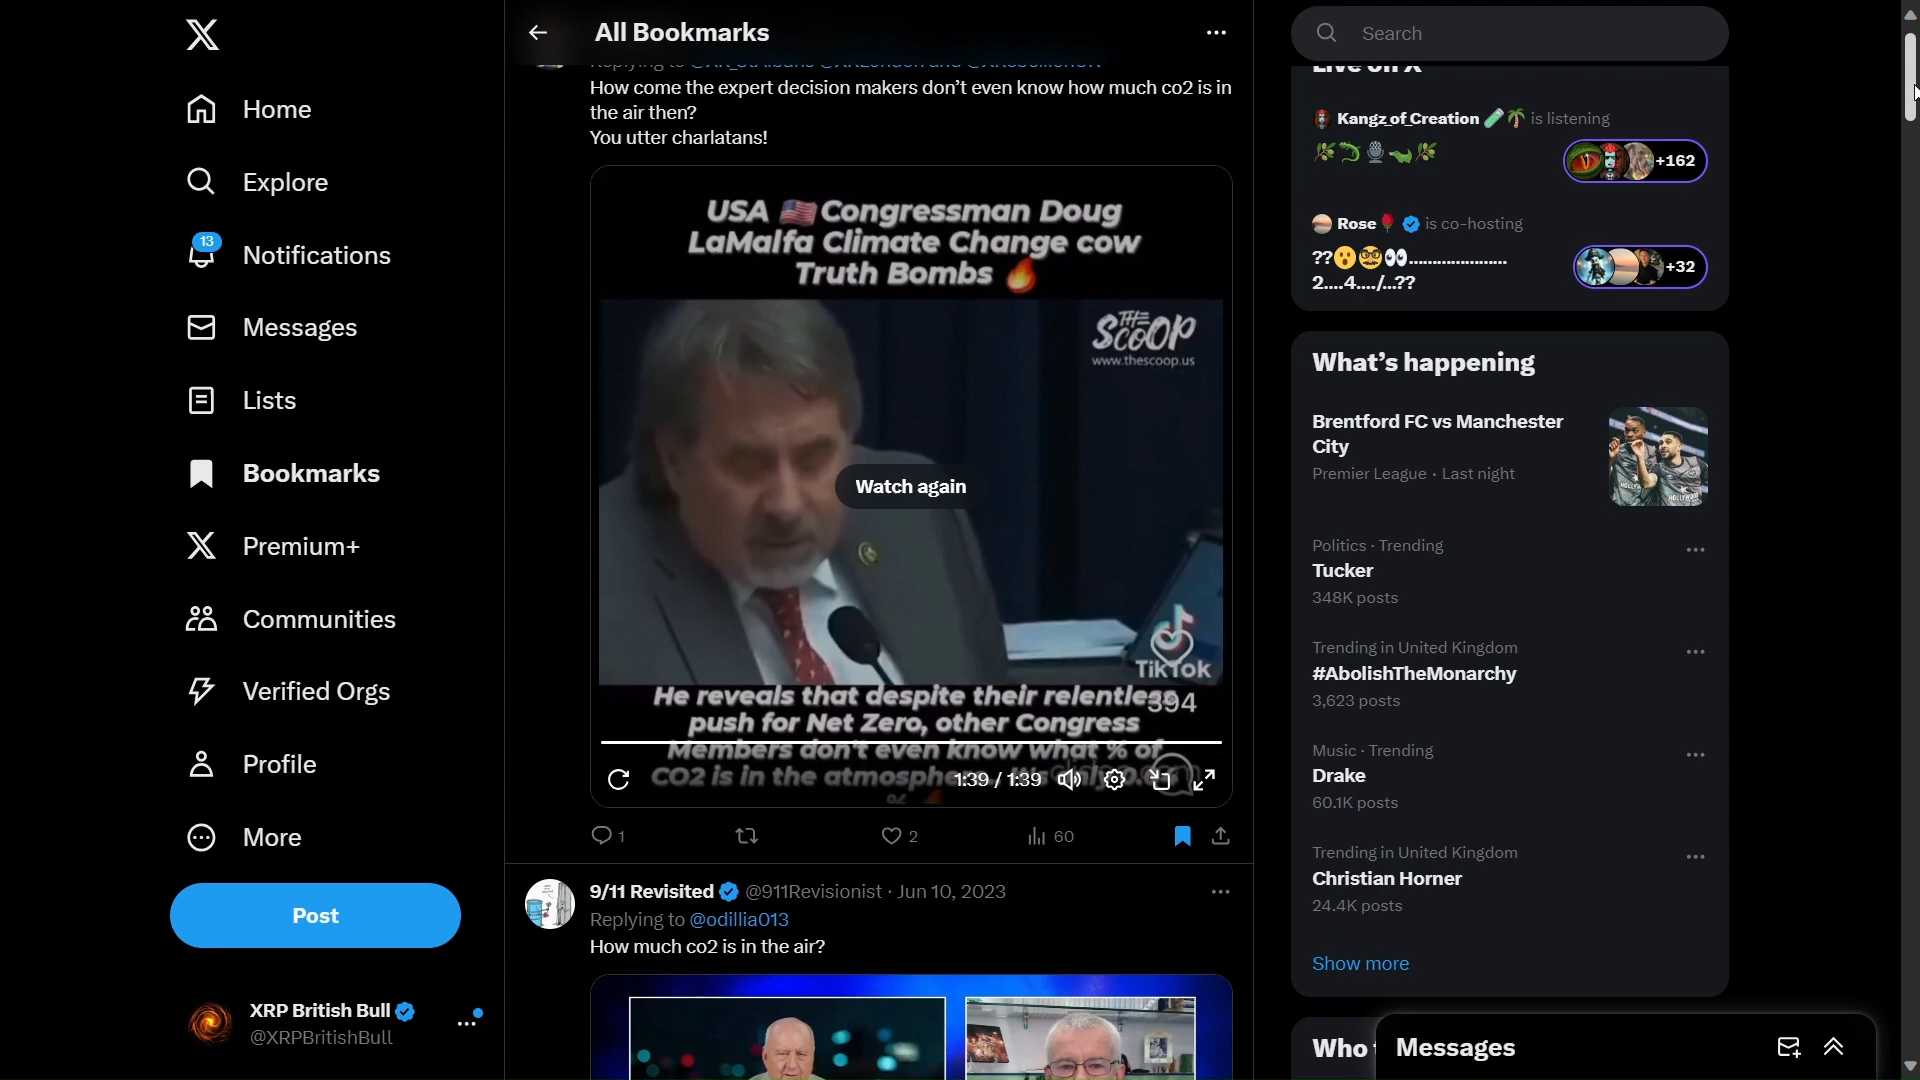 Home
Explore
13
Notifications
Messages
Lists
Bookmarks
Premium+
Communities
Verified Orgs
Profile
More
Post
XRP British Bull
@XRPBritishBull
All Bookmarks
How come the expert decision makers don’t even know how much co2 is in
the air then?
You utter charlatans!
USA 🇺🇸 Congressman Doug
LaMalfa Climate Change cow
Truth Bombs 🔥
THE
SCOOP
www.thescoop.us
Watch again
TikTok
He reveals that despite their relentless
394
push for Net Zero, other Congress
Members don’t even know what % of
CO2 is in the
1:39 / 1:39
1
2
60
9/11 Revisited
@911Revisionist · Jun 10, 2023
Replying to @odillia013
How much co2 is in the air?
Search
Live on X
Kangz_of_Creation 🧪🌴 is listening
🌿🦎🎙️🐊🌿
+162
Rose🌹 is co-hosting
??😮🥸👀....................
2....4..../...??
+32
What’s happening
Brentford FC vs Manchester
City
Premier League · Last night
Politics · Trending
Tucker
348K posts
Trending in United Kingdom
#AbolishTheMonarchy
3,623 posts
Music · Trending
Drake
60.1K posts
Trending in United Kingdom
Christian Horner
24.4K posts
Show more
Who
Messages